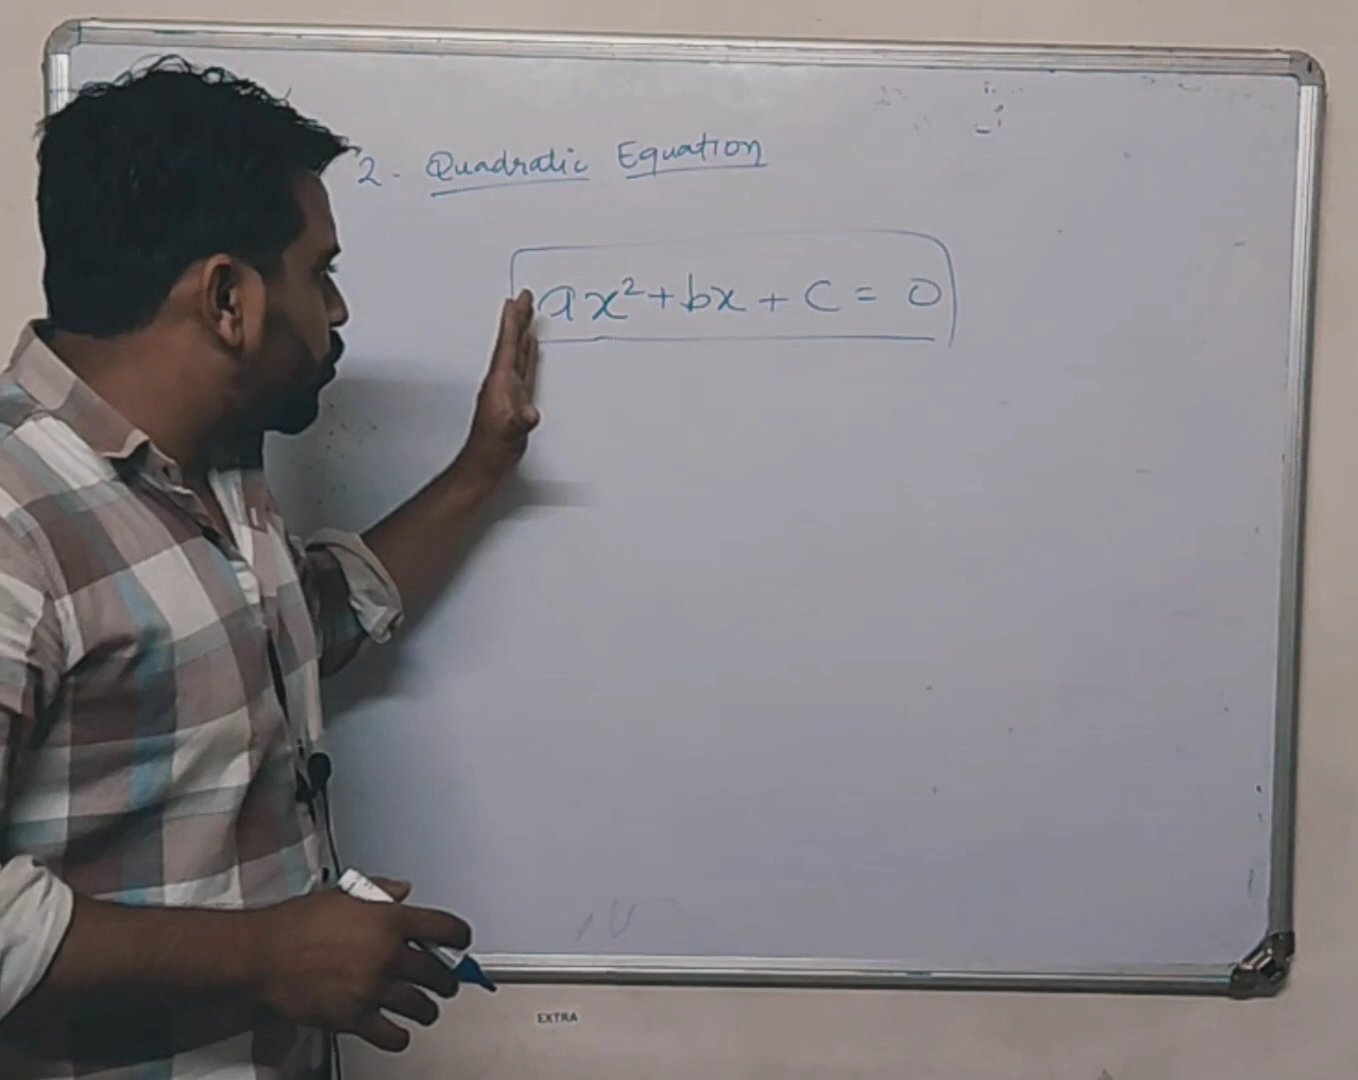 2. Quadratic Equation
ax²+bx + c = 0
EXTRA